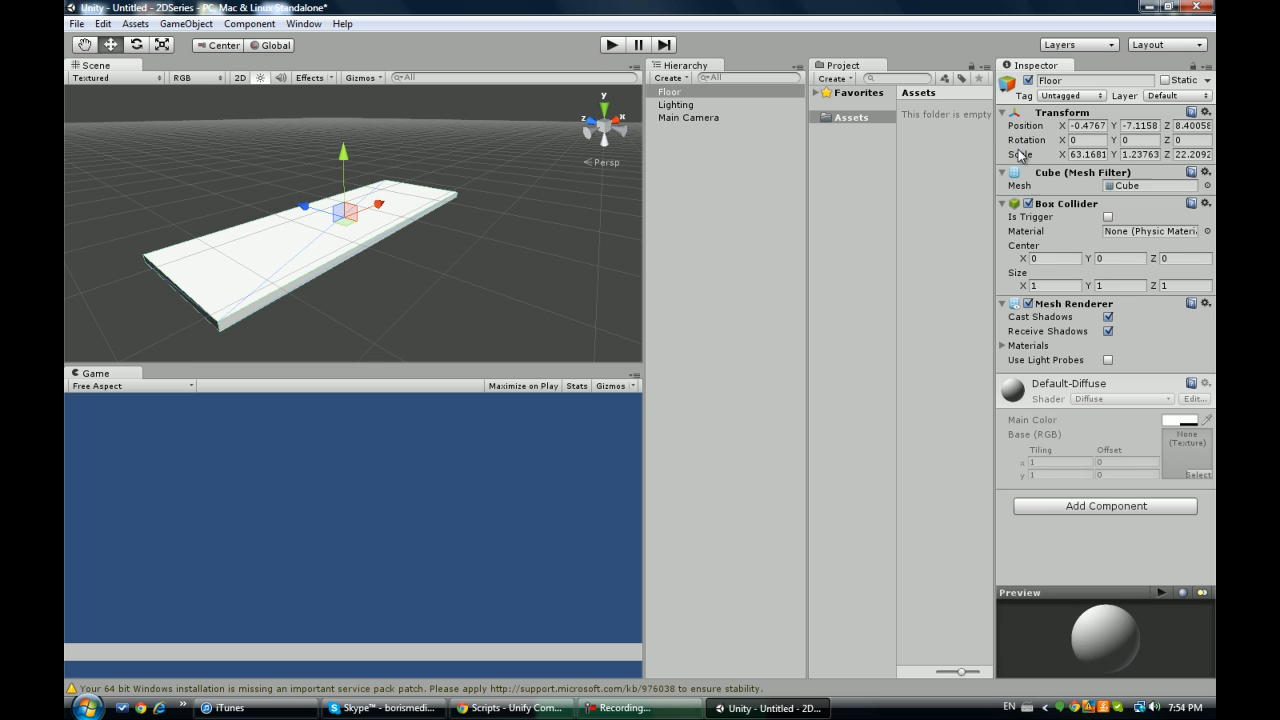 Unity - Untitled - 2DSeries - PC, Mac & Linux Standalone*
File Edit Assets GameObject Component Window Help
Center Global Layers Layout
Scene
Textured RGB 2D Effects Gizmos All
y
z x
Persp
Game
Free Aspect Maximize on Play Stats Gizmos
Hierarchy
Create All
Floor
Lighting
Main Camera
Project
Create
Favorites
Assets
Assets
This folder is empty
Inspector
Floor Static
Tag Untagged Layer Default
Transform
Position X -0.4767 Y -7.1158 Z 8.40058
Rotation X 0 Y 0 Z 0
X 63.1681 Y 1.23763 Z 22.2092
Cube (Mesh Filter)
Mesh Cube
Box Collider
Is Trigger
Material None (Physic Materi
Center
X 0 Y 0 Z 0
Size
X 1 Y 1 Z 1
Mesh Renderer
Cast Shadows
Receive Shadows
Materials
Use Light Probes
Default-Diffuse
Shader Diffuse Edit...
Main Color
Base (RGB)
None
(Texture)
Tiling Offset
x 1 0
y 1 0
Select
Add Component
Preview
Your 64 bit Windows installation is missing an important service pack patch. Please apply http://support.microsoft.com/kb/976038 to ensure stability.
iTunes Skype™ - borismedi... Scripts - Unify Com... Recording... Unity - Untitled - 2D... EN 7:54 PM